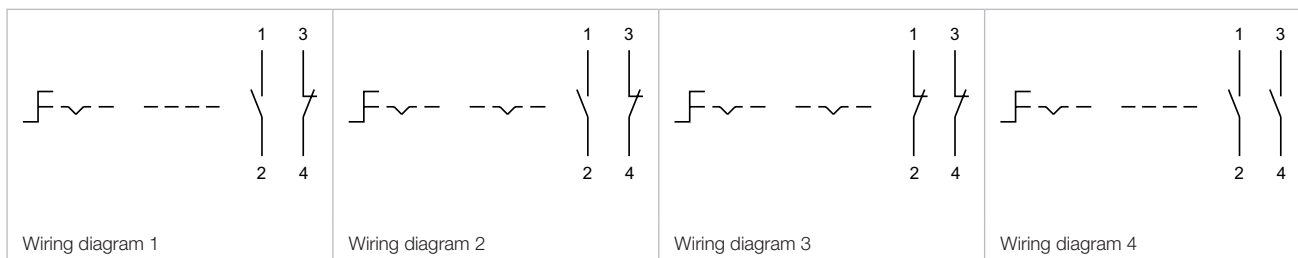 1 3 1 3 1 3 1 3
2 4 2 4 2 4 2 4
Wiring diagram 1 Wiring diagram 2 Wiring diagram 3 Wiring diagram 4